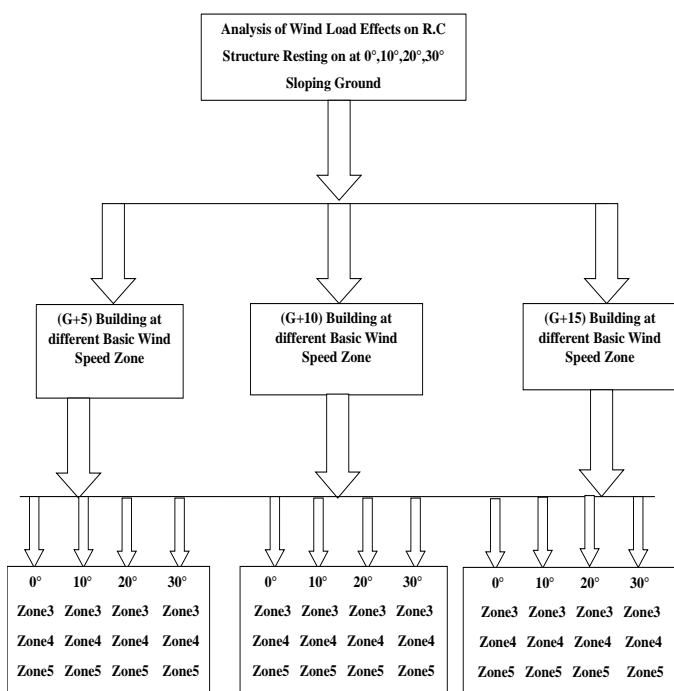 Analysis of Wind Load Effects on R.C
Structure Resting on at 0°,10°,20°,30°
Sloping Ground
(G+5) Building at
different Basic Wind
Speed Zone
(G+10) Building at
different Basic Wind
Speed Zone
(G+15) Building at
different Basic Wind
Speed Zone
0° 10° 20° 30°
Zone3 Zone3 Zone3 Zone3
Zone4 Zone4 Zone4 Zone4
Zone5 Zone5 Zone5 Zone5
0° 10° 20° 30°
Zone3 Zone3 Zone3 Zone3
Zone4 Zone4 Zone4 Zone4
Zone5 Zone5 Zone5 Zone5
0° 10° 20° 30°
Zone3 Zone3 Zone3 Zone3
Zone4 Zone4 Zone4 Zone4
Zone5 Zone5 Zone5 Zone5